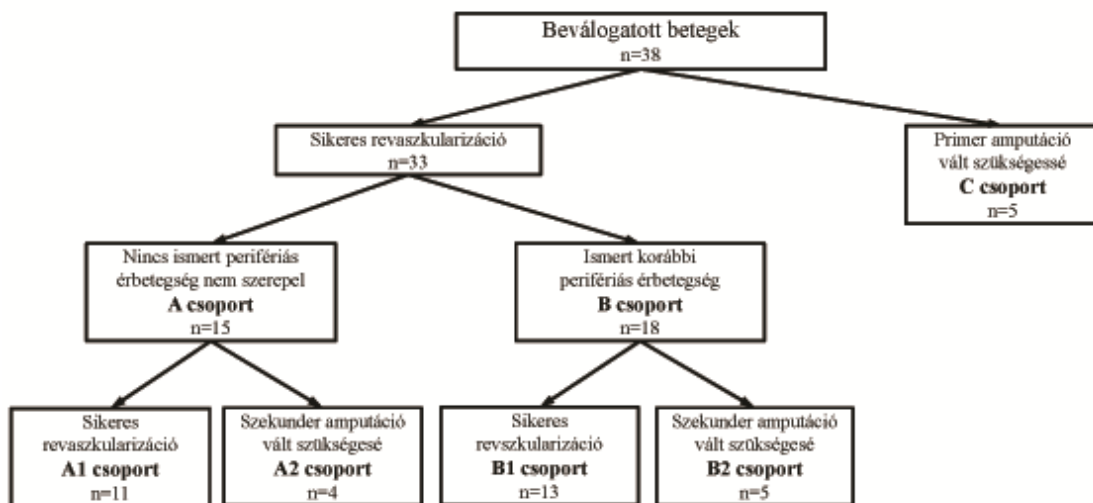 Beválogatott betegek
n=38
Sikeres revaszkularizáció
n=33
Primer amputáció
vált szükségessé
C csoport
n=5
Nincs ismert perifériás
érbetegség nem szerepel
A csoport
n=15
Ismert korábbi
perifériás érbetegség
B csoport
n=18
Sikeres
revaszkularizáció
A1 csoport
n=11
Szekunder amputáció
vált szükségesé
A2 csoport
n=4
Sikeres
revszkularizáció
B1 csoport
n=13
Szekunder amputáció
vált szükségesé
B2 csoport
n=5